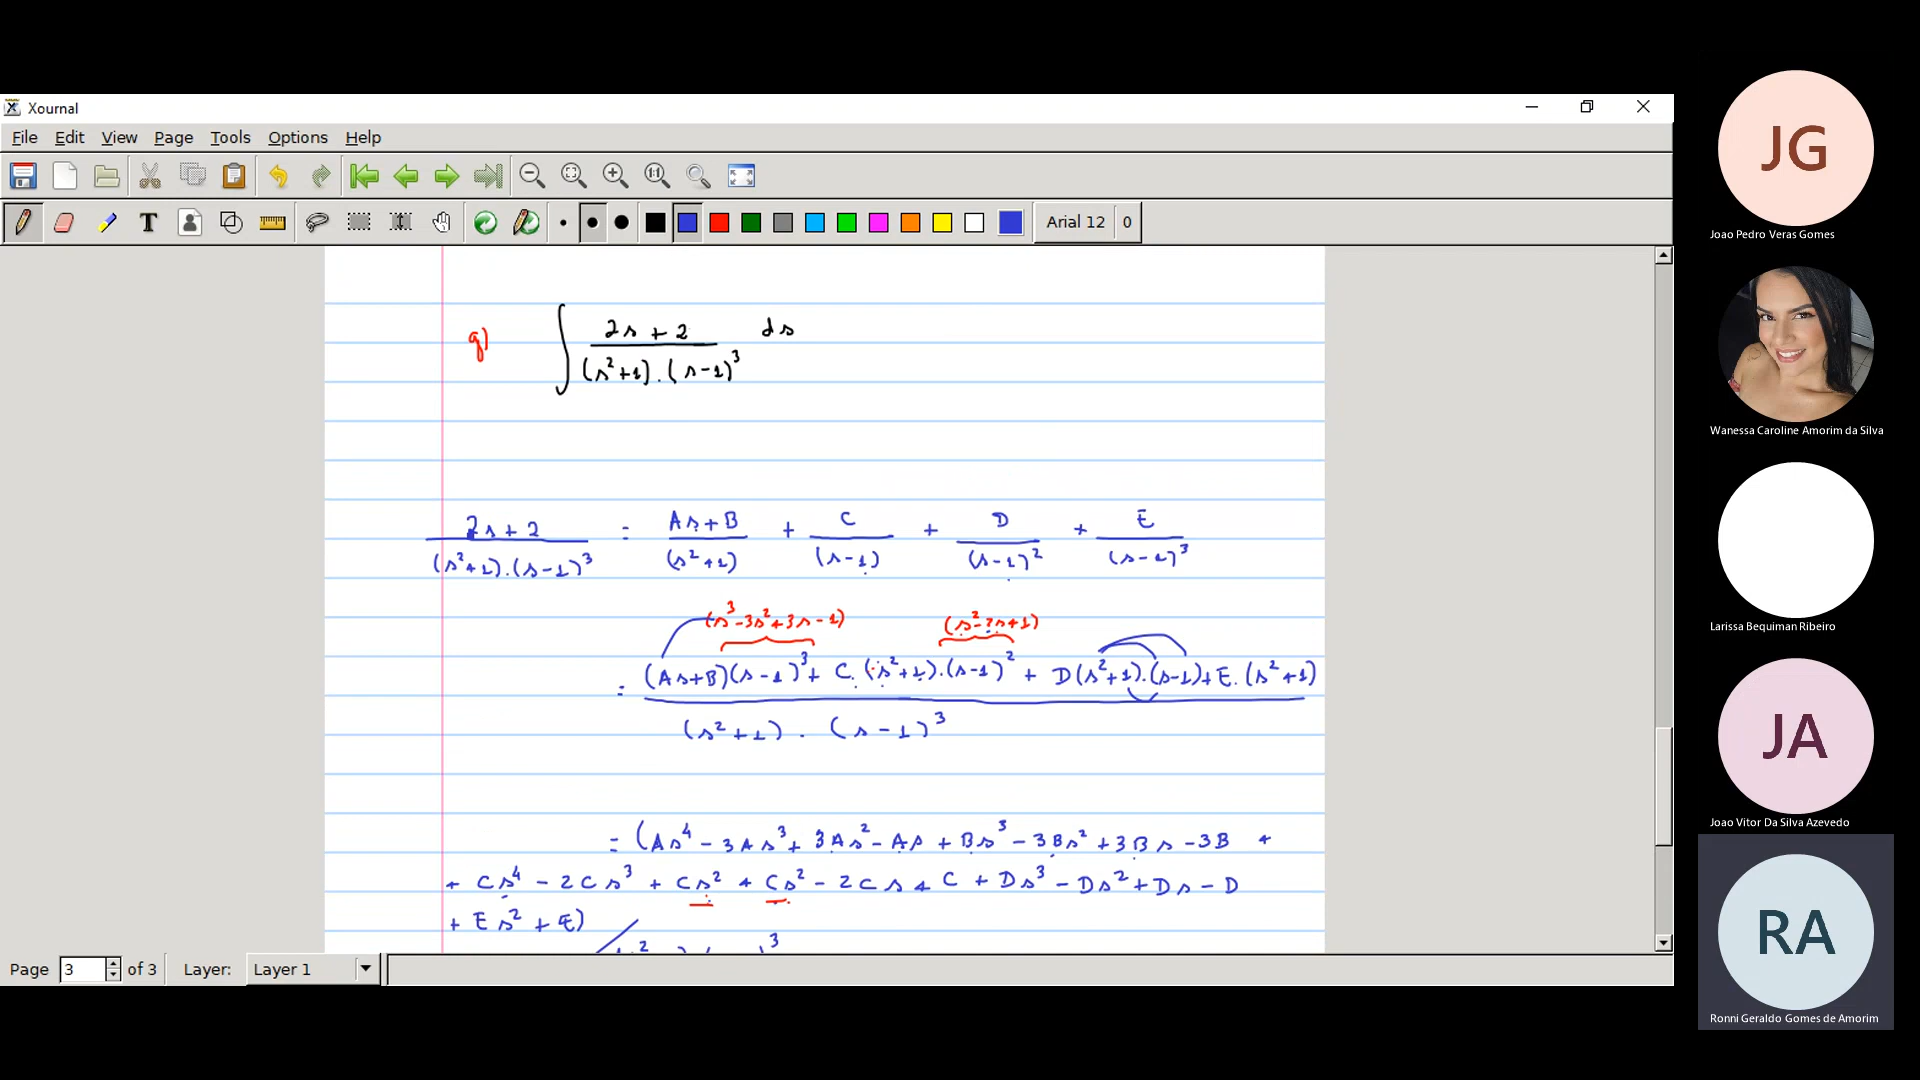 Xournal
File Edit View Page Tools Options Help
Arial 12 0
g) ∫ (2s + 2) / ((s²+1).(s-1)³) ds
(2s + 2) / ((s²+1).(s-1)³) = (As+B) / (s²+1) + C / (s-1) + D / (s-1)² + E / (s-1)³
(s³-3s²+3s-1) (s²-2s+1)
= ((As+B)(s-1)³ + C.(s²+1).(s-1)² + D(s²+1).(s-1) + E.(s²+1)) / ((s²+1) . (s-1)³)
= (As⁴ - 3As³ + 3As² - As + Bs³ - 3Bs² + 3Bs - 3B +
+ Cs⁴ - 2Cs³ + Cs² + Cs² - 2Cs + C + Ds³ - Ds² + Ds - D
+ Es² + E)
Page 3 of 3 Layer: Layer 1
JG
Joao Pedro Veras Gomes
Wanessa Caroline Amorim da Silva
Larissa Bequiman Ribeiro
JA
Joao Vitor Da Silva Azevedo
RA
Ronni Geraldo Gomes de Amorim